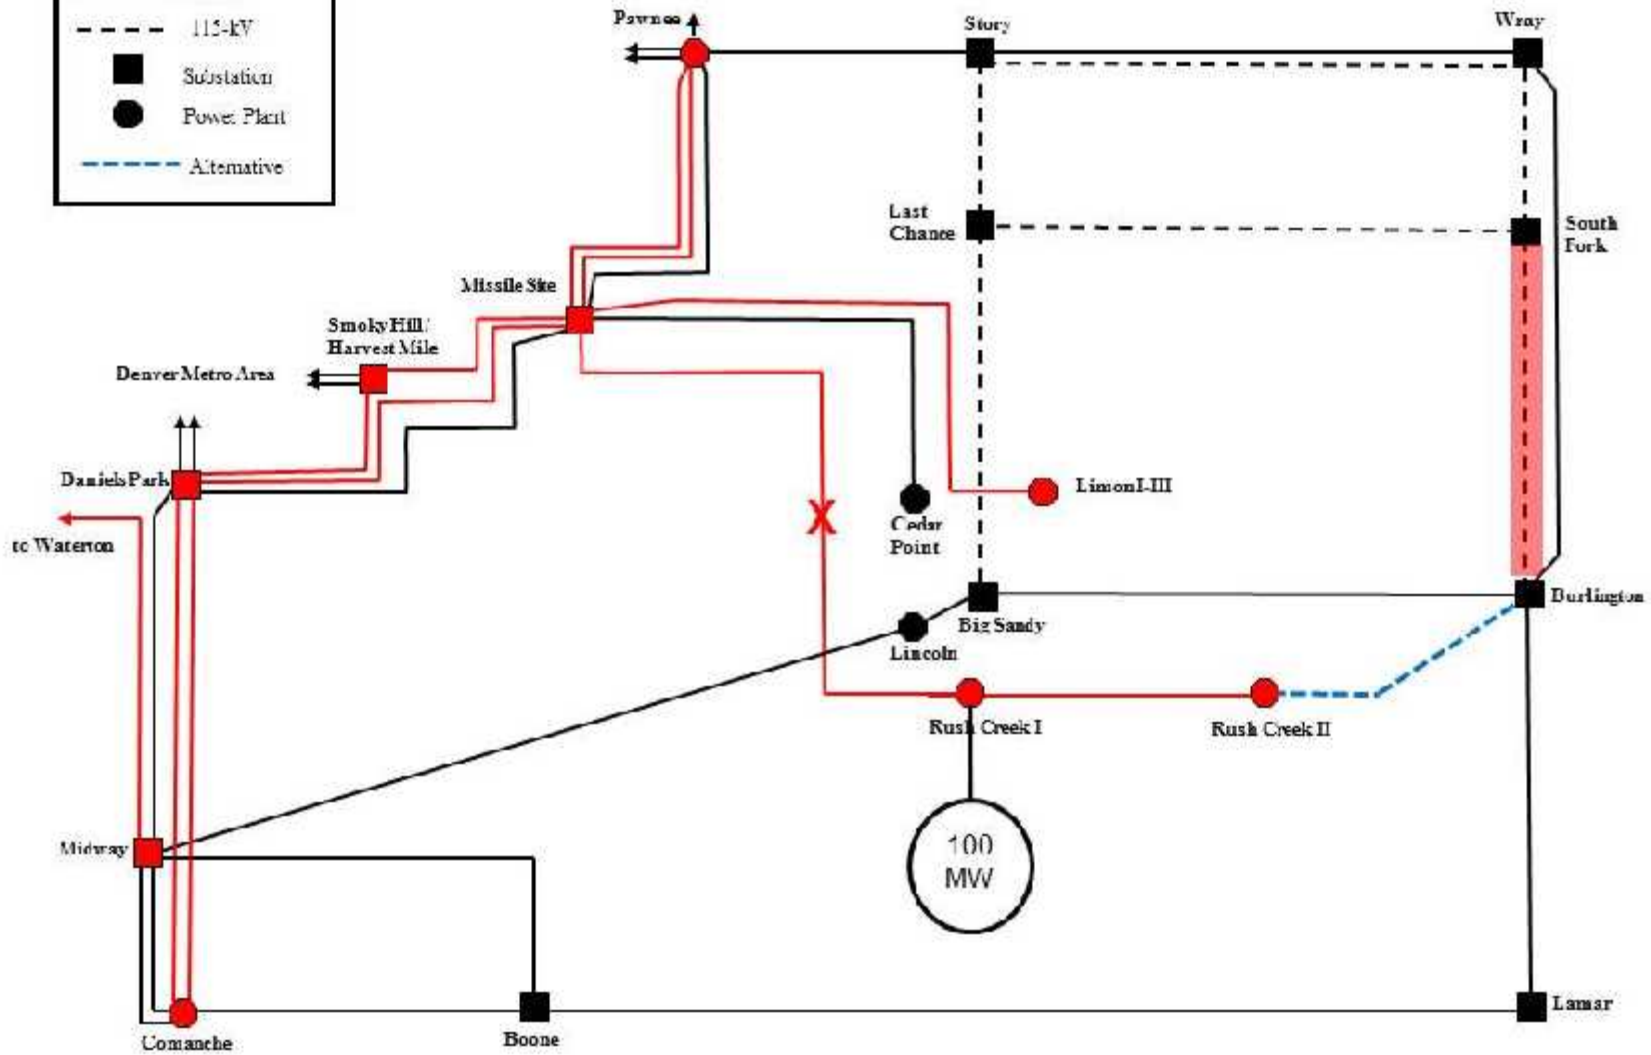 115-kV
Substation
Power Plant
Alternative
Pawnee
Story
Wray
Last
Chance
South
Fork
Missile Site
Smoky Hill/
Harvest Mile
Denver Metro Area
Daniels Park
to Waterton
X
Limon I-III
Cedar
Point
Burlington
Big Sandy
Lincoln
Rush Creek I
Rush Creek II
Midway
100
MW
Lamar
Boone
Comanche